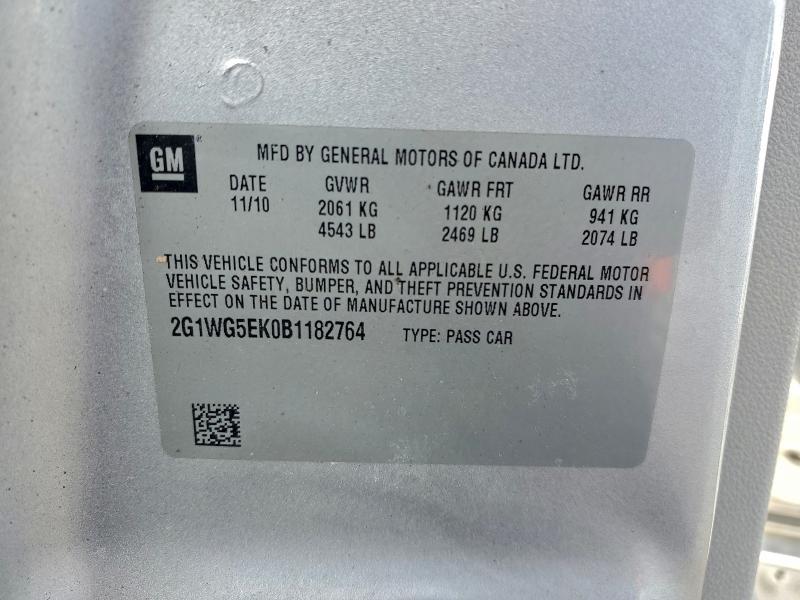 GM
MFD BY GENERAL MOTORS OF CANADA LTD.
DATE GVWR GAWR FRT GAWR RR
11/10 2061 KG 1120 KG 941 KG
4543 LB 2469 LB 2074 LB
THIS VEHICLE CONFORMS TO ALL APPLICABLE U.S. FEDERAL MOTOR
VEHICLE SAFETY, BUMPER, AND THEFT PREVENTION STANDARDS IN
EFFECT ON THE DATE OF MANUFACTURE SHOWN ABOVE.
2G1WG5EK0B1182764 TYPE: PASS CAR